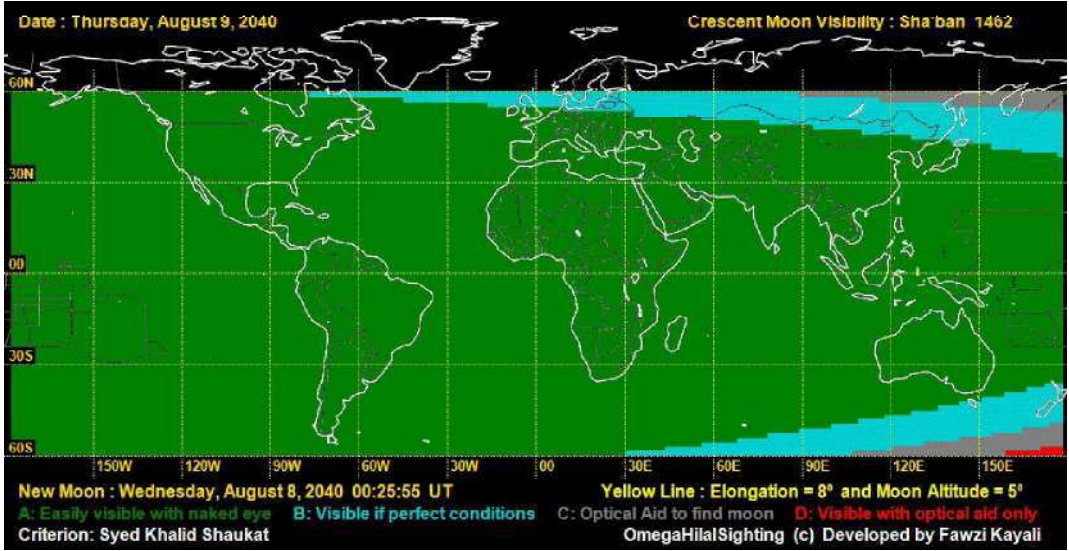 Date : Thursday, August 9, 2040 Crescent Moon Visibility : Sha'ban 1462
60N
30N
00
30S
60S
150W 120W 90W 60W 30W 00 30E 60E 90E 120E 150E
New Moon : Wednesday, August 8, 2040 00:25:55 UT Yellow Line : Elongation = 8º and Moon Altitude = 5º
A: Easily visible with naked eye B: Visible if perfect conditions C: Optical Aid to find moon D: Visible with optical aid only
Criterion: Syed Khalid Shaukat OmegaHilalSighting (c) Developed by Fawzi Kayali